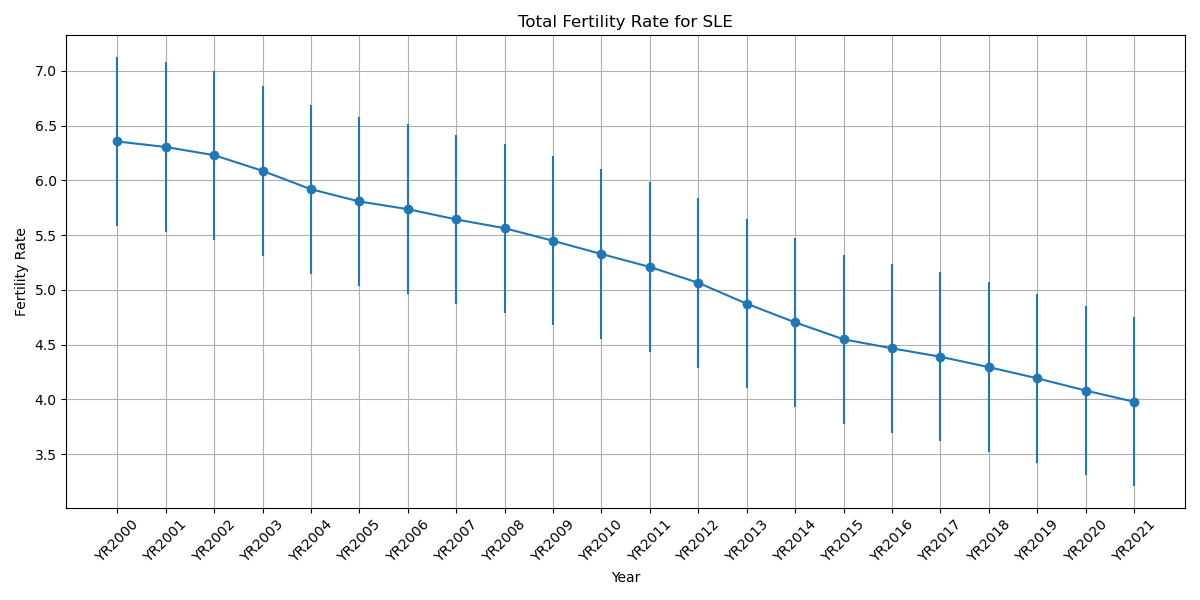 Total Fertility Rate for SLE
Fertility Rate
7.0
6.5
6.0
5.5
5.0
4.5
4.0
3.5
YR2000
YR2001
YR2002
YR2003
YR2004
YR2005
YR2006
YR2007
YR2008
YR2009
YR2010
YR2011
YR2012
YR2013
YR2014
YR2015
YR2016
YR2017
YR2018
YR2019
YR2020
YR2021
Year